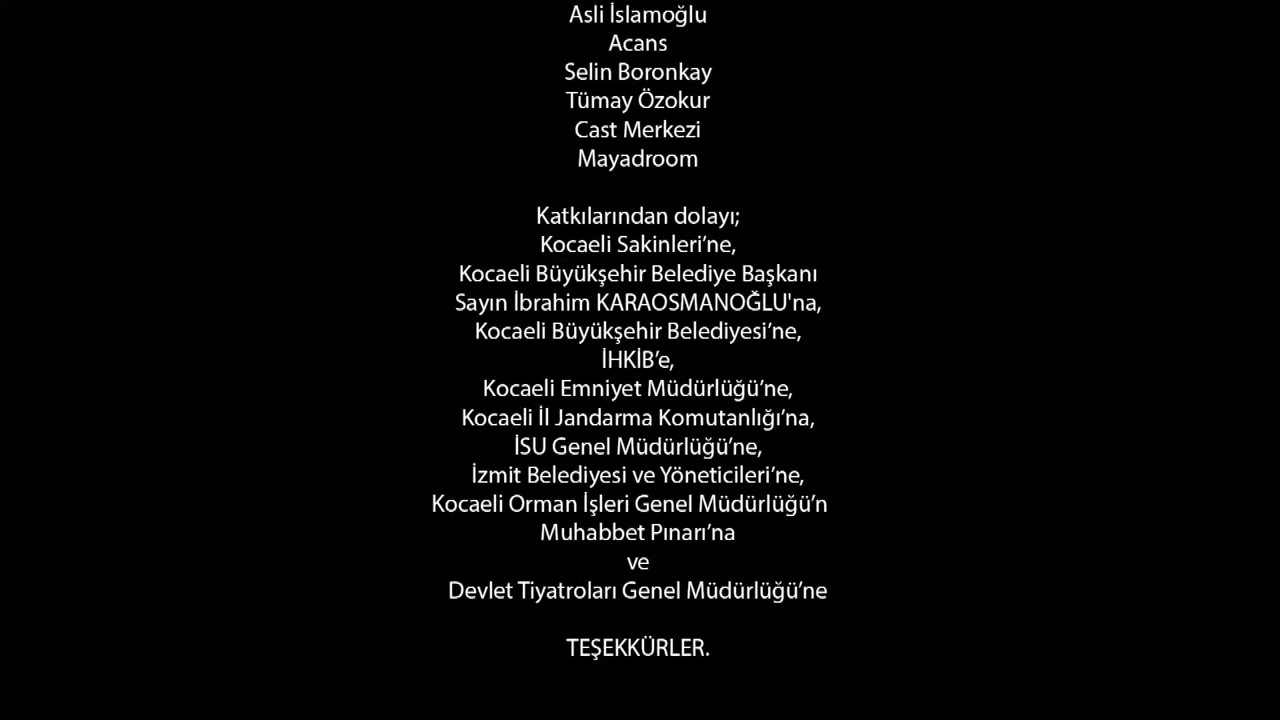 Asli İslamoğlu
Acans
Selin Boronkay
Tümay Özokur
Cast Merkezi
Mayadroom
Katkılarından dolayı;
Kocaeli Sakinleri’ne,
Kocaeli Büyükşehir Belediye Başkanı
Sayın İbrahim KARAOSMANOĞLU'na,
Kocaeli Büyükşehir Belediyesi’ne,
İHKİB’e,
Kocaeli Emniyet Müdürlüğü’ne,
Kocaeli İl Jandarma Komutanlığı’na,
İSU Genel Müdürlüğü’ne,
İzmit Belediyesi ve Yöneticileri’ne,
Kocaeli Orman İşleri Genel Müdürlüğü’n
Muhabbet Pınarı’na
ve
Devlet Tiyatroları Genel Müdürlüğü’ne
TEŞEKKÜRLER.